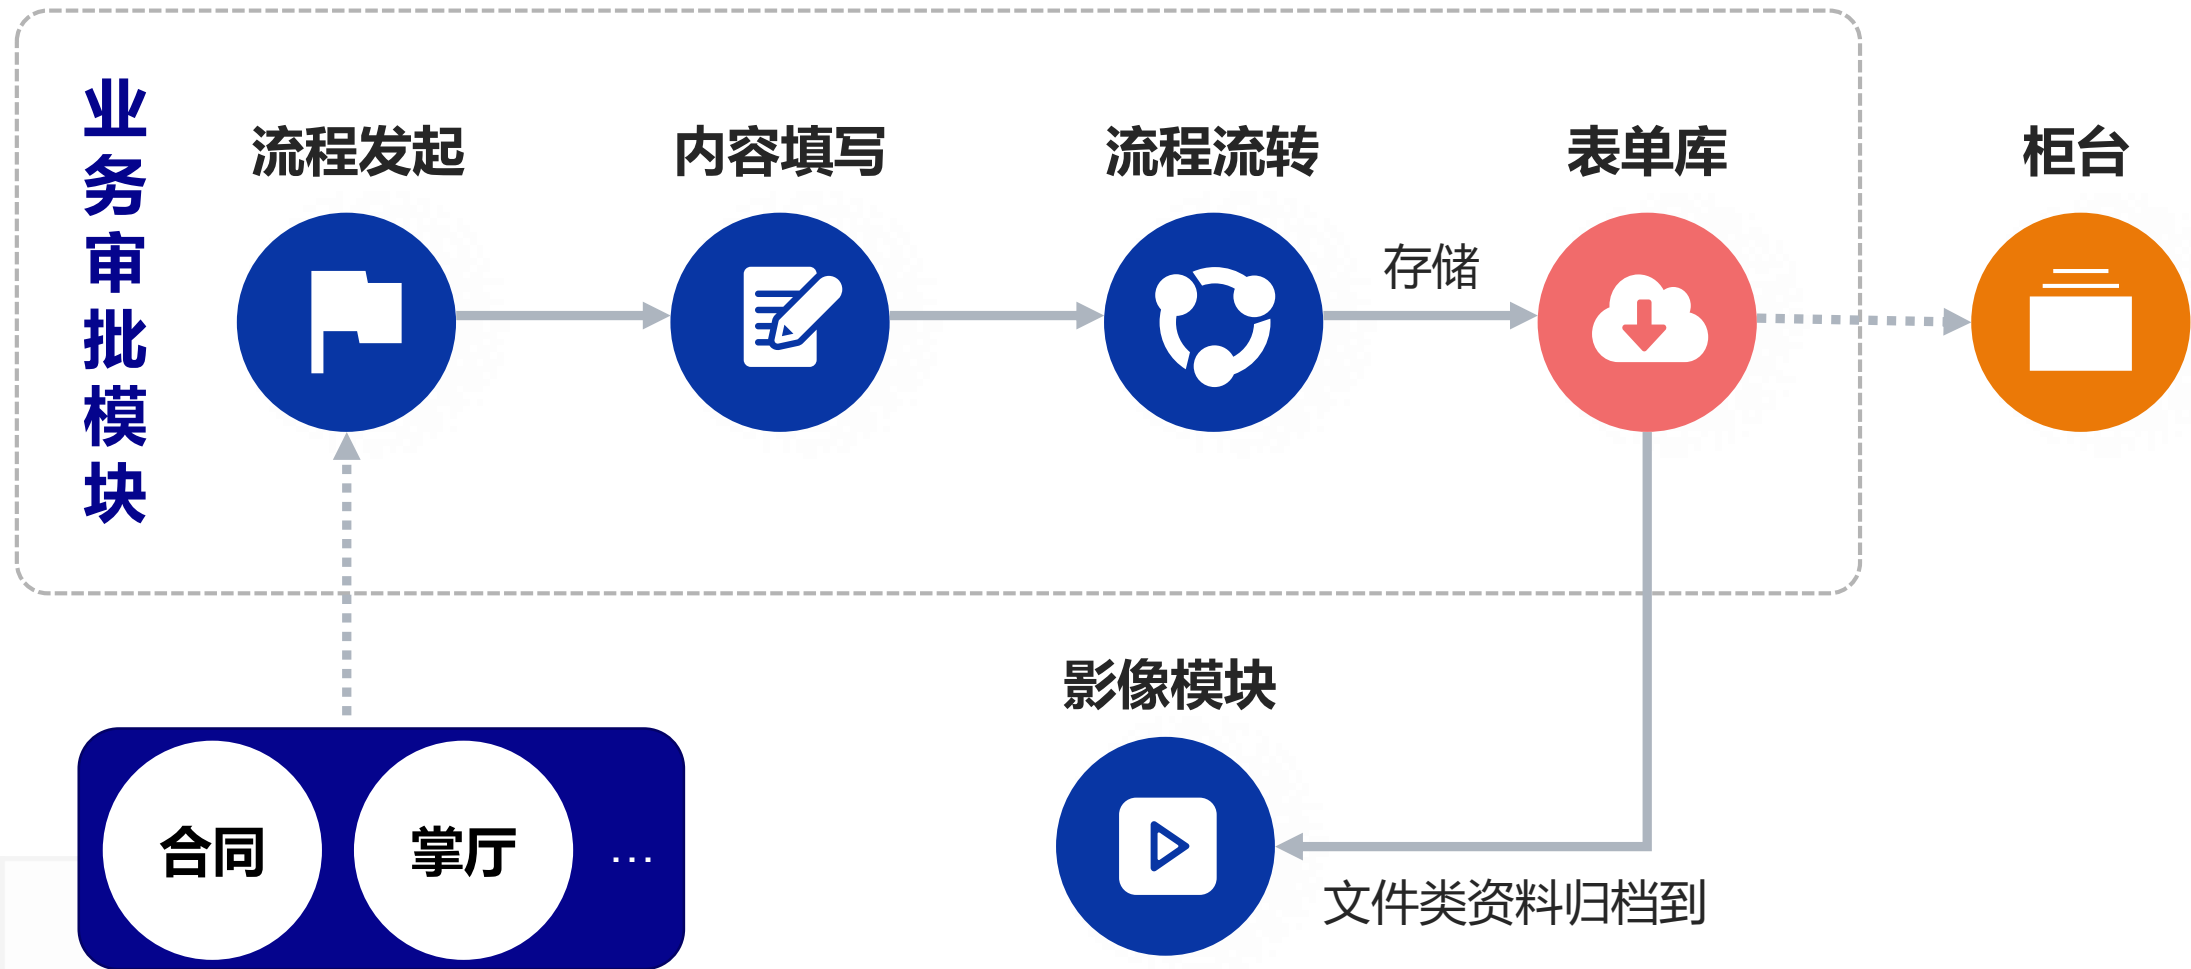 业务审批模块
流程发起
内容填写
流程流转
表单库
柜台
存储
影像模块
合同
掌厅
...
文件类资料归档到